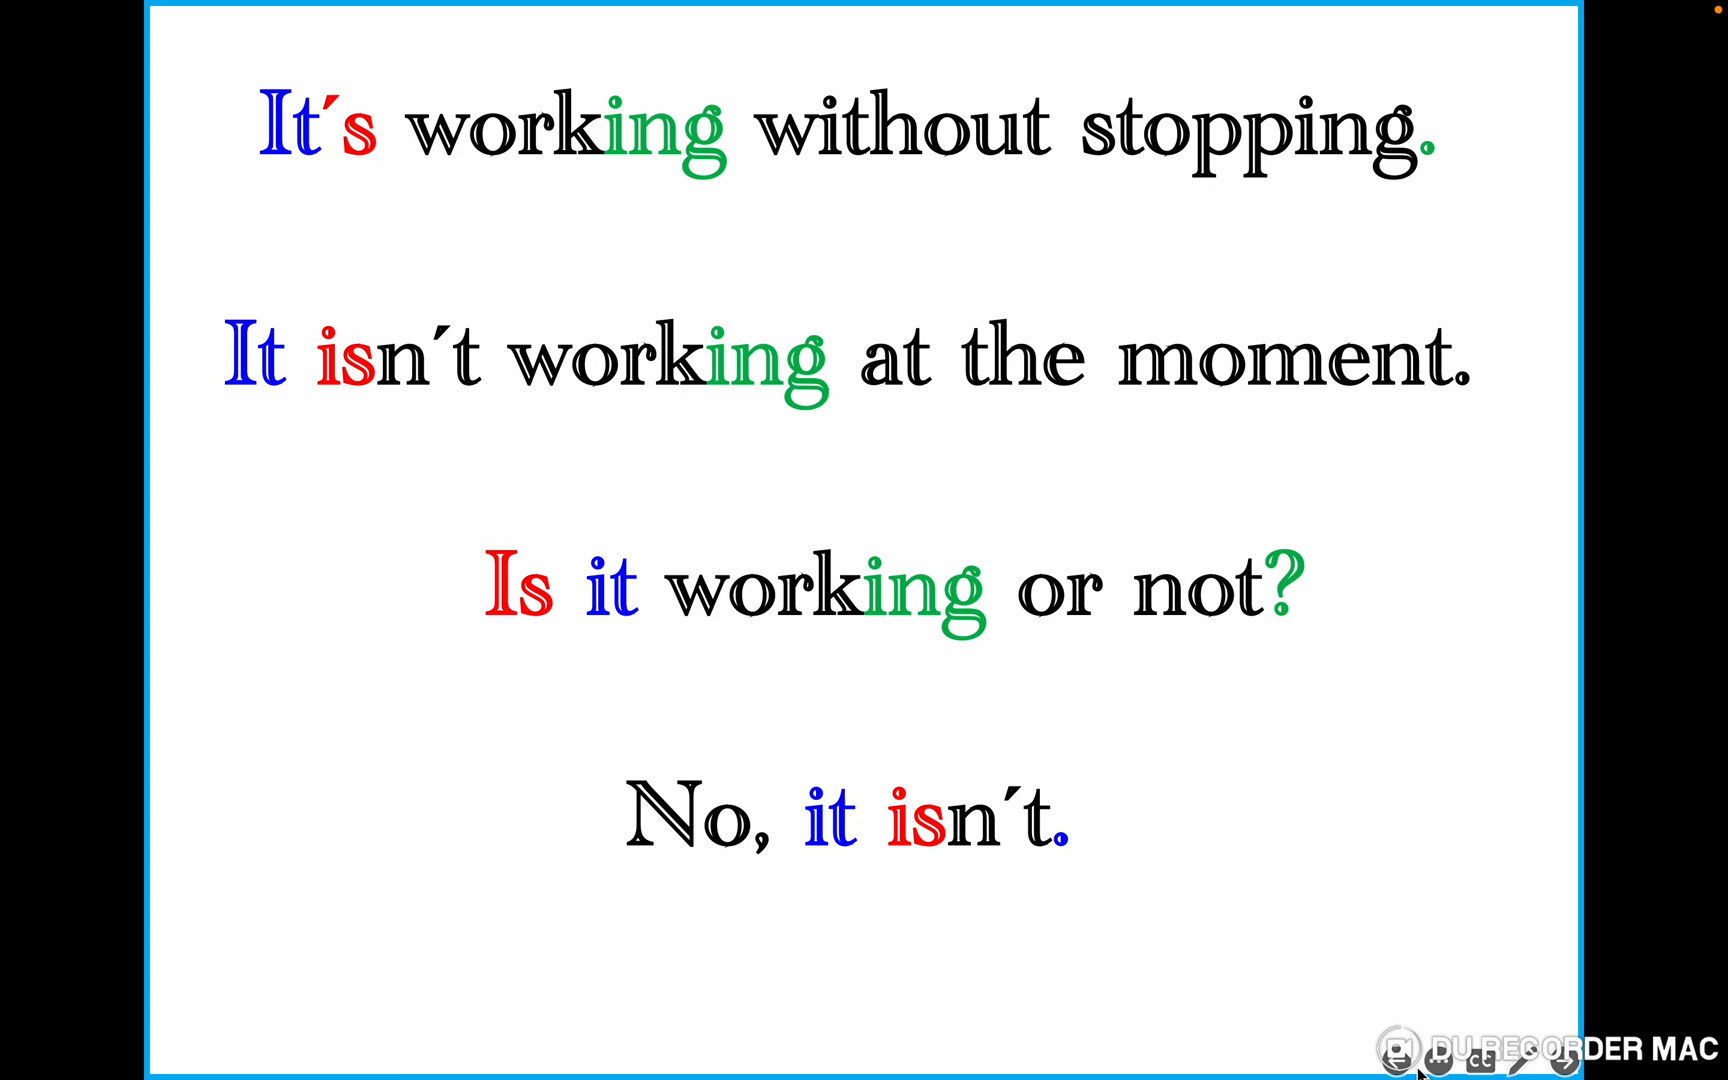 It´s working without stopping.
It isn´t working at the moment.
Is it working or not?
No, it isn´t.
DU RECORDER MAC
CC